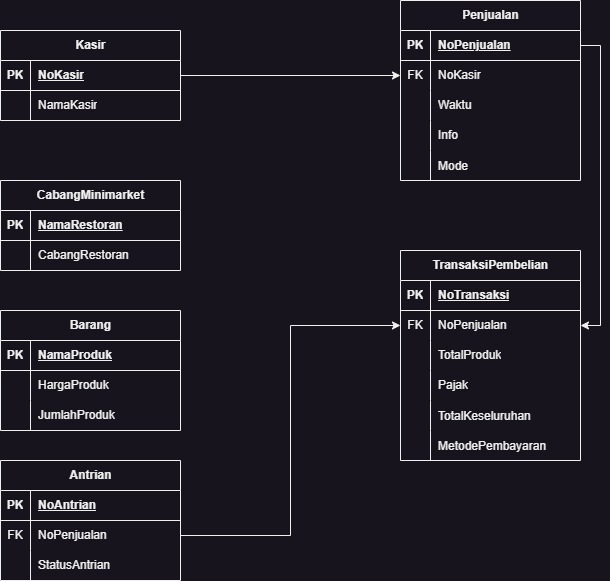 Kasir
PK NoKasir
NamaKasir
Penjualan
PK NoPenjualan
FK NoKasir
Waktu
Info
Mode
CabangMinimarket
PK NamaRestoran
CabangRestoran
TransaksiPembelian
PK NoTransaksi
FK NoPenjualan
TotalProduk
Pajak
TotalKeseluruhan
MetodePembayaran
Barang
PK NamaProduk
HargaProduk
JumlahProduk
Antrian
PK NoAntrian
FK NoPenjualan
StatusAntrian